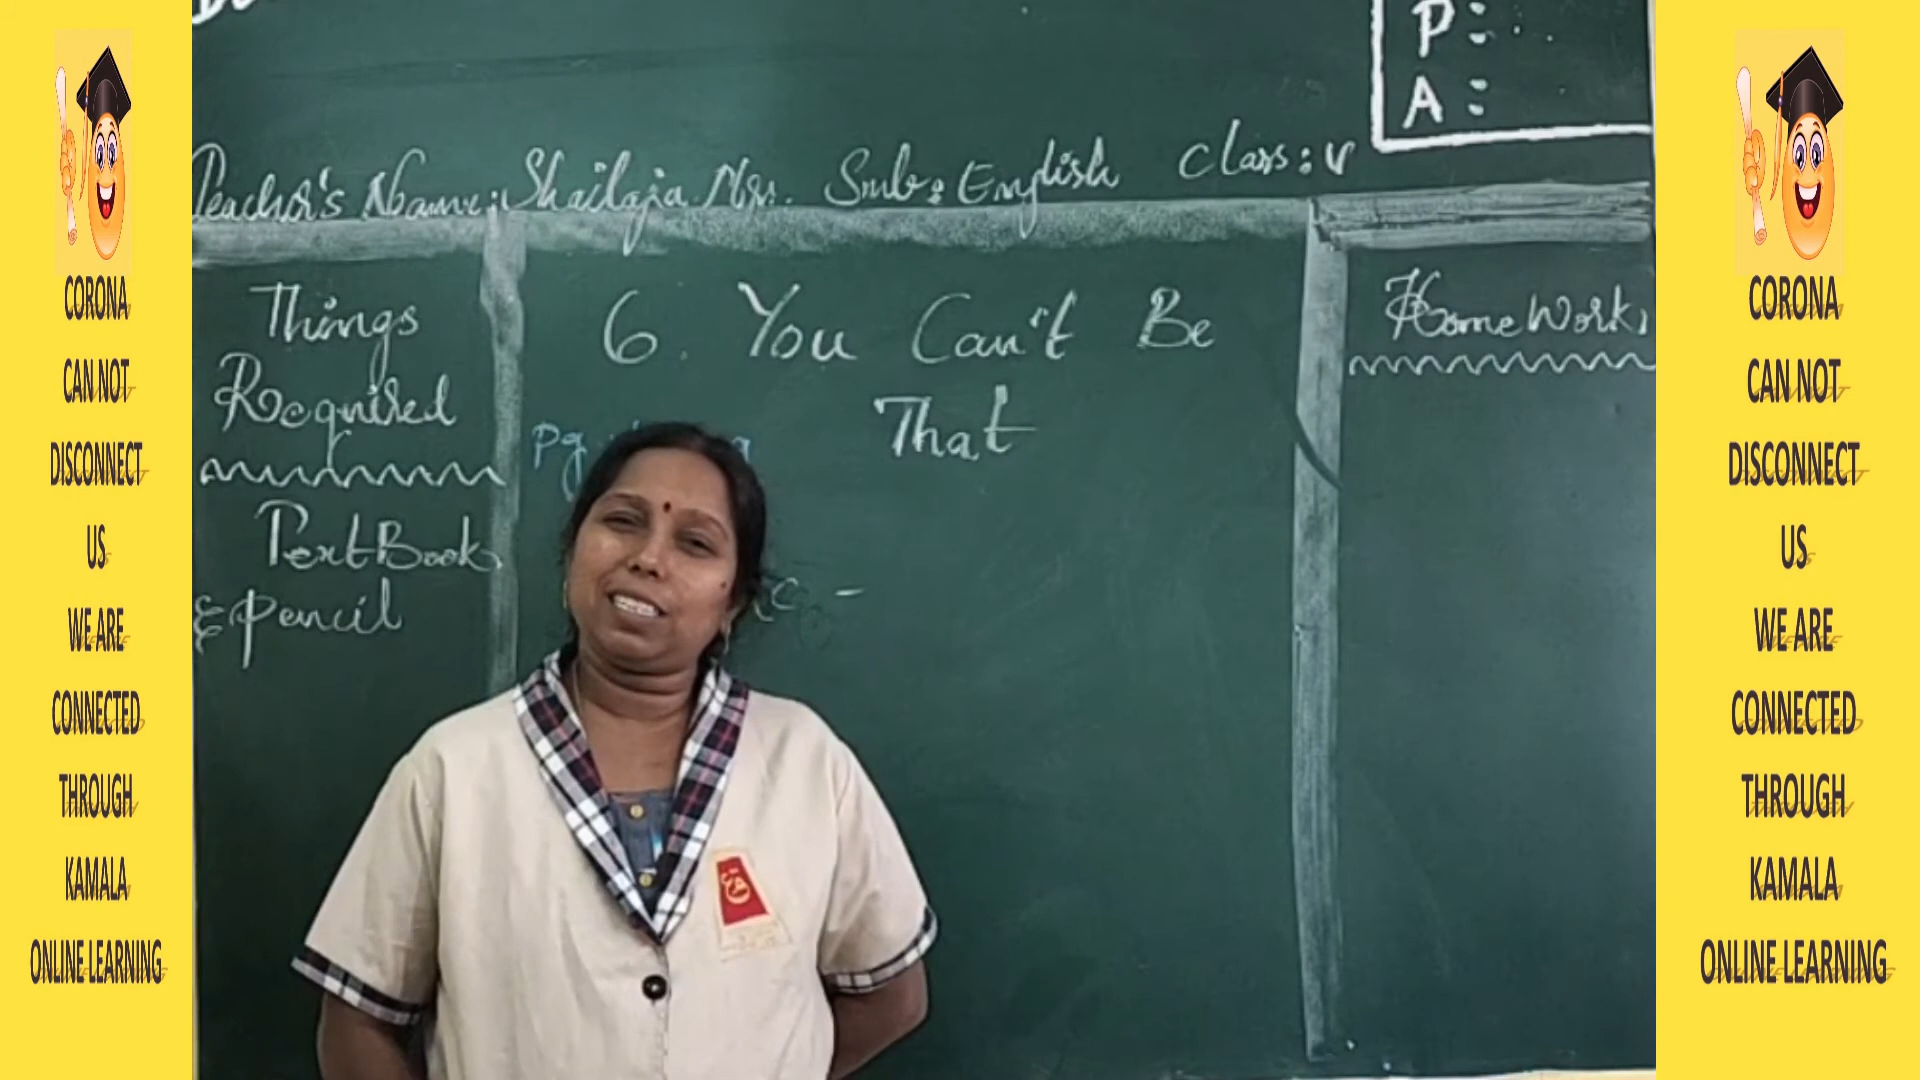 CORONA
CAN NOT
DISCONNECT
US
WE ARE
CONNECTED
THROUGH
KAMALA
ONLINE LEARNING
P:
A:
Teacher's Name: Shailaja Mrs. Sub: English Class: V
Things
Required
Text Book
& pencil
6. You Can't Be
That
pg
Home Work
CORONA
CAN NOT
DISCONNECT
US
WE ARE
CONNECTED
THROUGH
KAMALA
ONLINE LEARNING